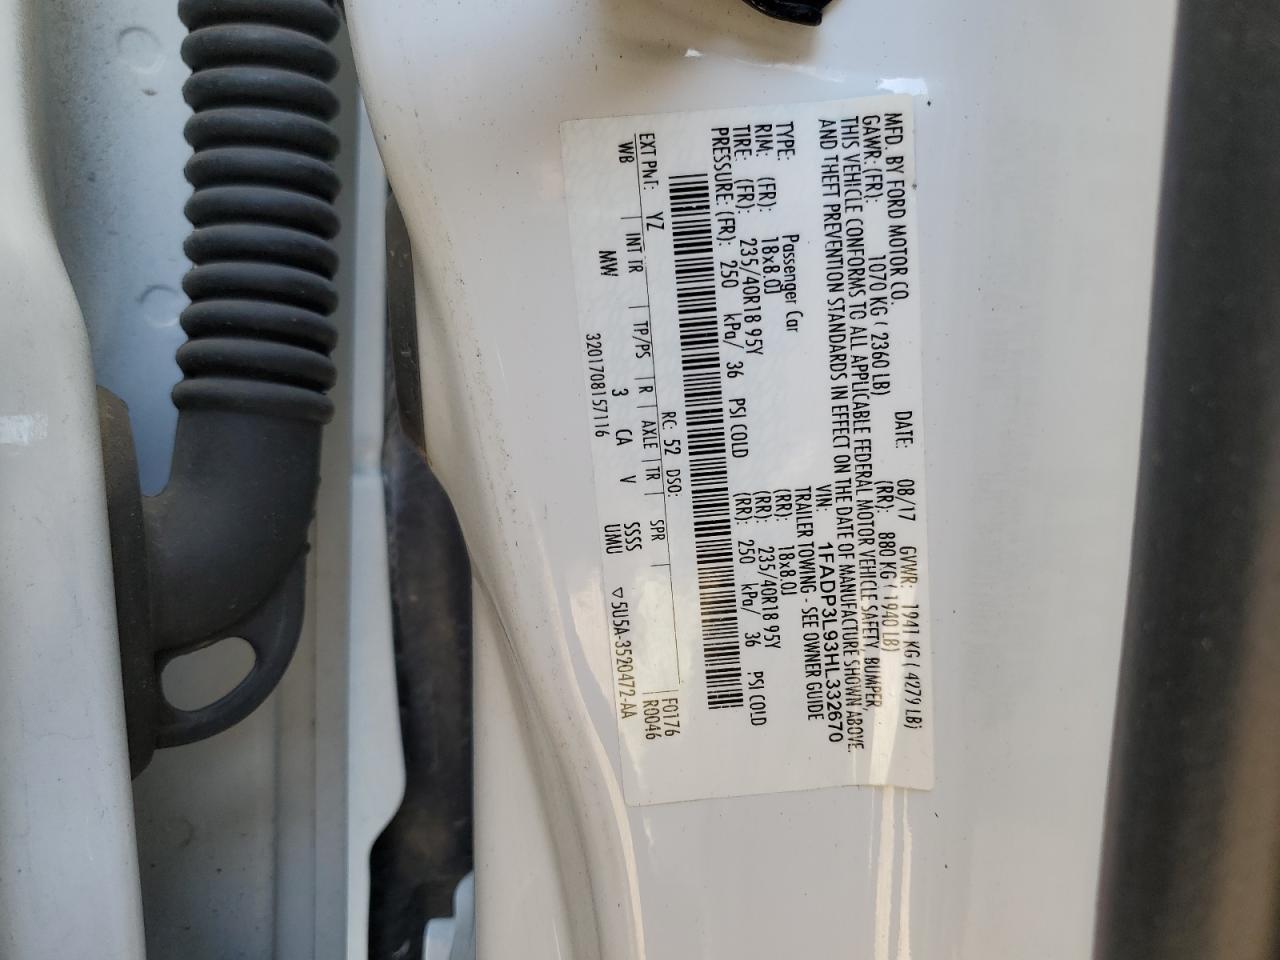 MFD. BY FORD MOTOR CO. DATE: 08/17 GVWR: 1941 KG ( 4279 LB)
GAWR: (FR): 1070 KG ( 2360 LB) (RR): 880 KG ( 1940 LB)
THIS VEHICLE CONFORMS TO ALL APPLICABLE FEDERAL MOTOR VEHICLE SAFETY, BUMPER,
AND THEFT PREVENTION STANDARDS IN EFFECT ON THE DATE OF MANUFACTURE SHOWN ABOVE.
VIN: 1FADP3L93HL332670
TYPE: Passenger Car TRAILER TOWING - SEE OWNER GUIDE
RIM: (FR): 18x8.0J (RR): 18x8.0J
TIRE: (FR): 235/40R18 95Y (RR): 235/40R18 95Y
PRESSURE: (FR): 250 kPa/ 36 PSI COLD (RR): 250 kPa/ 36 PSI COLD
EXT PNT: YZ RC: 52 DSO: F0176
WB INT TR TP/PS R AXLE TR SPR R0046
MW 3 CA V SSSS
3201708157116 UMU ▽5U5A-3520472-AA